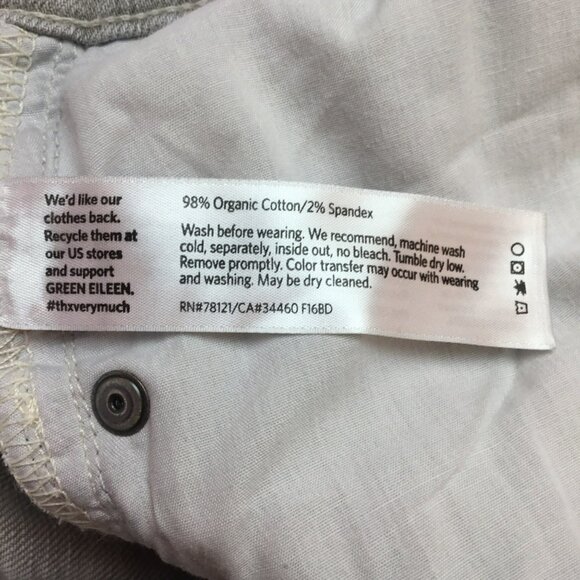 We'd like our
clothes back.
Recycle them at
our US stores
and support
GREEN EILEEN.
#thxverymuch
98% Organic Cotton/2% Spandex
Wash before wearing. We recommend, machine wash
cold, separately, inside out, no bleach. Tumble dry low.
Remove promptly. Color transfer may occur with wearing
and washing. May be dry cleaned.
RN#78121/CA#34460 F16BD